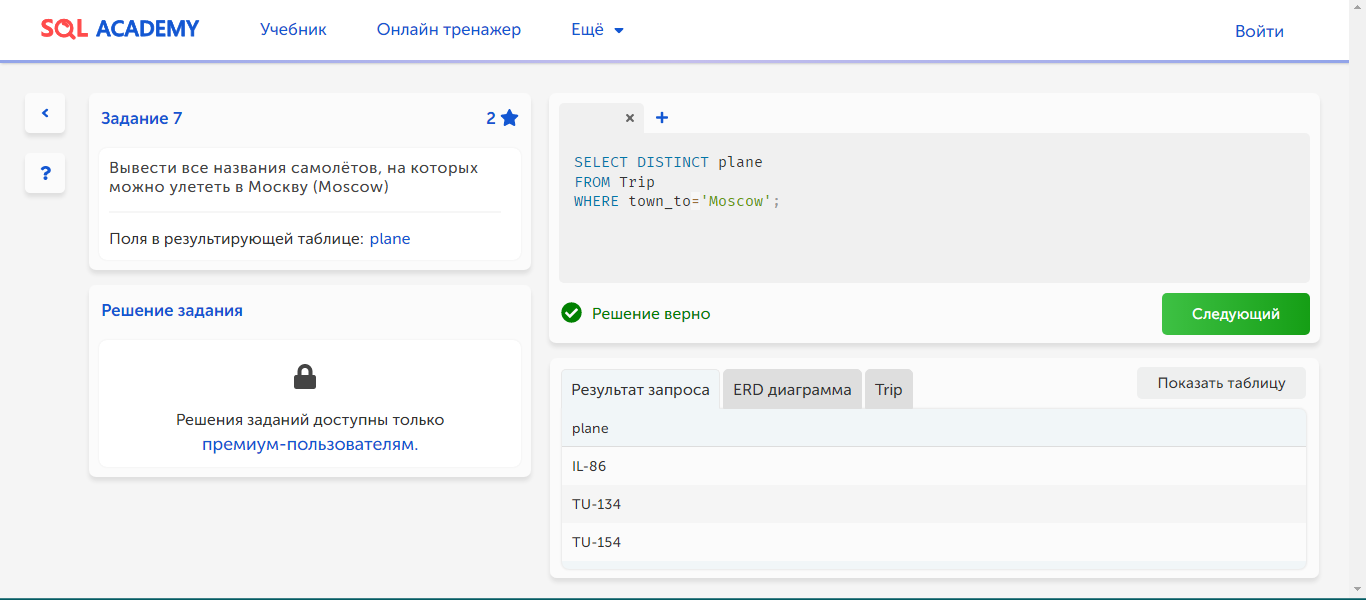 SQL ACADEMY
Учебник
Онлайн тренажер
Ещё
Войти
Задание 7
2
Вывести все названия самолётов, на которых
можно улететь в Москву (Moscow)
Поля в результирующей таблице: plane
Решение задания
Решения заданий доступны только
премиум-пользователям.
SELECT DISTINCT plane
FROM Trip
WHERE town_to='Moscow';
Решение верно
Следующий
Результат запроса
ERD диаграмма
Trip
Показать таблицу
plane
IL-86
TU-134
TU-154